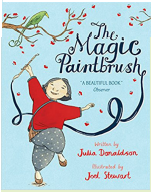 The
Magic
Paintbrush
"A BEAUTIFUL BOOK"
Observer
written by
Julia Donaldson
illustrated by
Joel Stewart